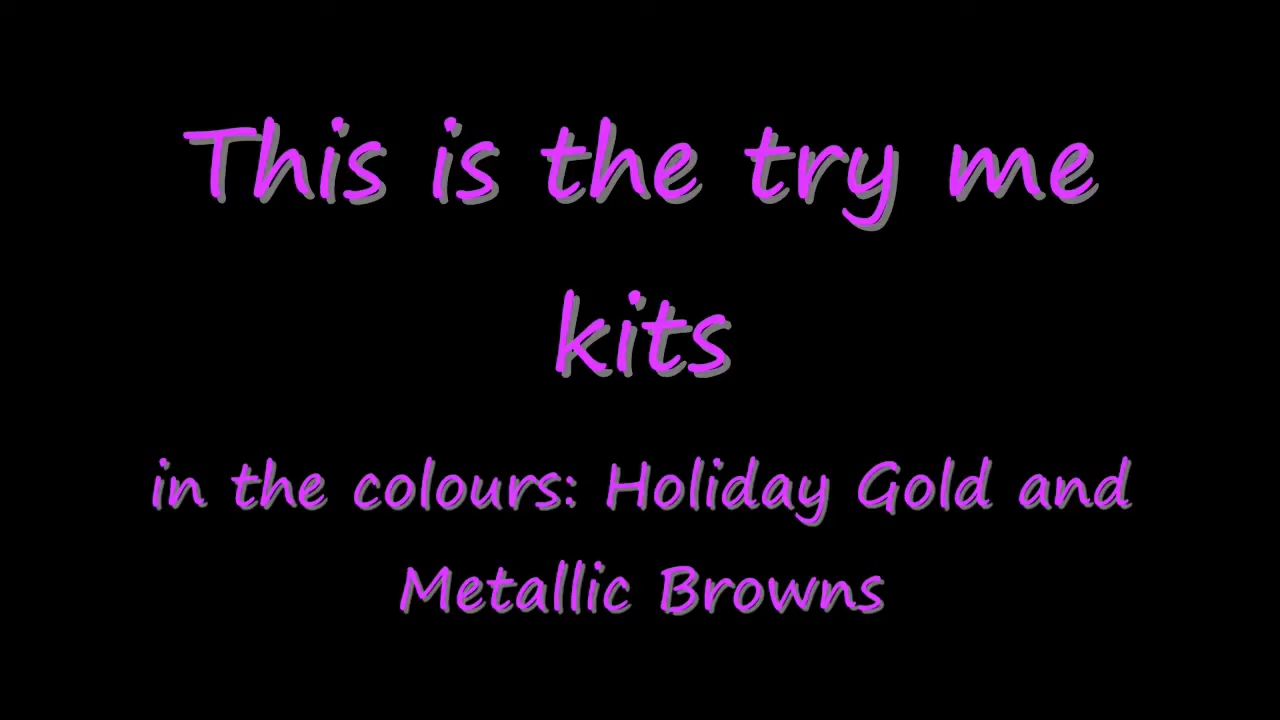 This is the try me
kits
in the colours: Holiday Gold and
Metallic Browns